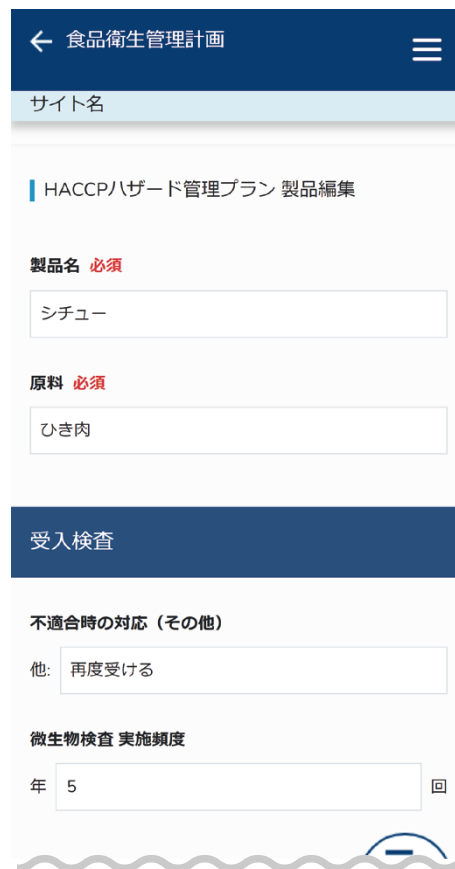 食品衛生管理計画
サイト名
HACCPハザード管理プラン 製品編集
製品名 必須
シチュー
原料 必須
ひき肉
受入検査
不適合時の対応（その他）
他: 再度受ける
微生物検査 実施頻度
年 5 回